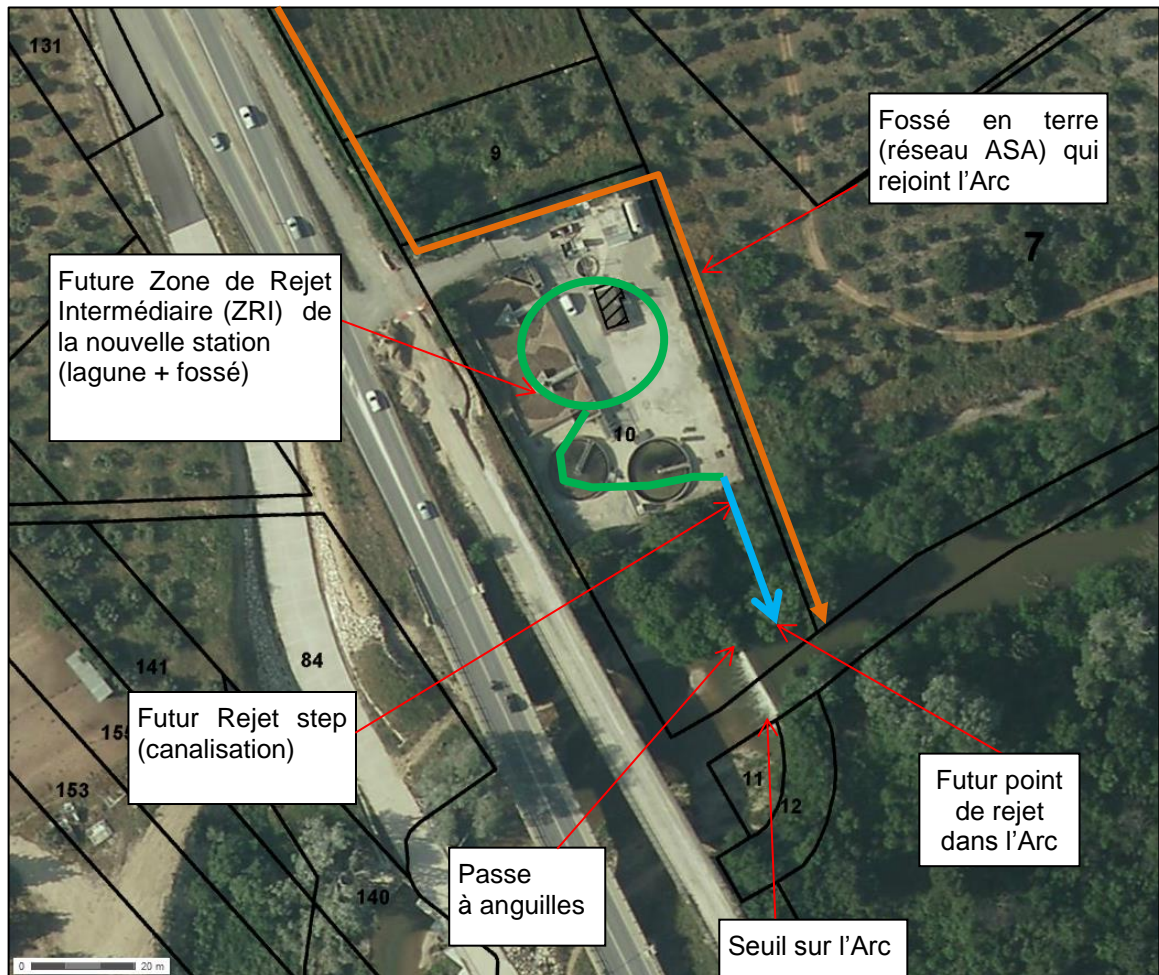 131
9
Fossé en terre
(réseau ASA) qui
rejoint l'Arc
7
Future Zone de Rejet
Intermédiaire (ZRI) de
la nouvelle station
(lagune + fossé)
10
141
84
Futur Rejet step
(canalisation)
153
11
12
Futur point
de rejet
dans l'Arc
140
Passe
à anguilles
Seuil sur l'Arc
0 20 m